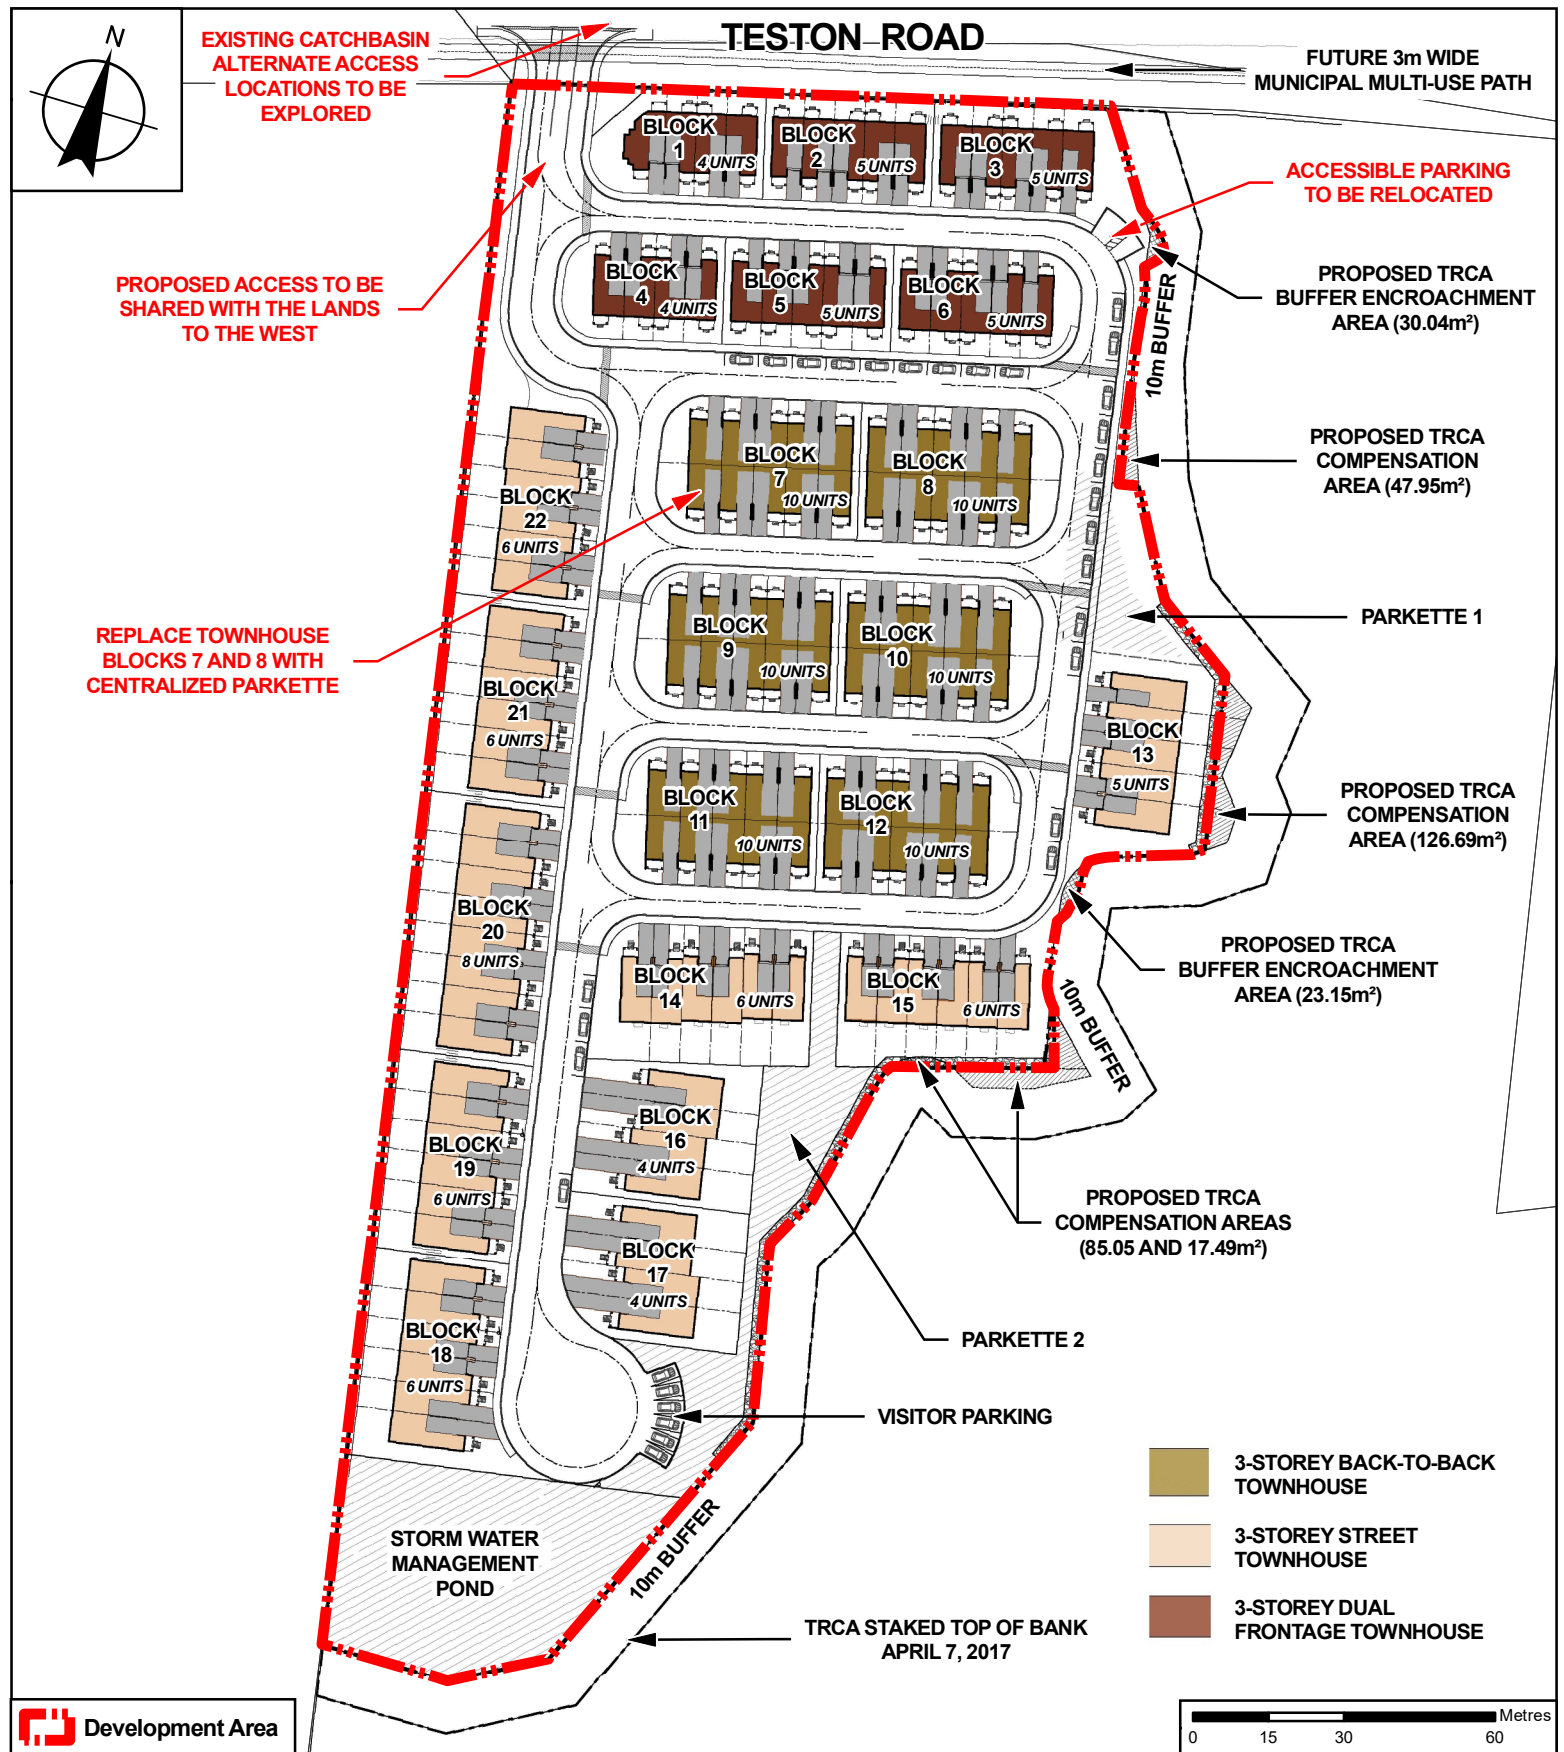 TESTON ROAD
N
EXISTING CATCHBASIN
ALTERNATE ACCESS
LOCATIONS TO BE
EXPLORED
FUTURE 3m WIDE
MUNICIPAL MULTI-USE PATH
BLOCK
1
4 UNITS
BLOCK
2
5 UNITS
BLOCK
3
5 UNITS
ACCESSIBLE PARKING
TO BE RELOCATED
PROPOSED ACCESS TO BE
SHARED WITH THE LANDS
TO THE WEST
BLOCK
4
4 UNITS
BLOCK
5
5 UNITS
BLOCK
6
5 UNITS
PROPOSED TRCA
BUFFER ENCROACHMENT
AREA (30.04m²)
10m BUFFER
BLOCK
7
10 UNITS
BLOCK
8
10 UNITS
PROPOSED TRCA
COMPENSATION
AREA (47.95m²)
BLOCK
22
6 UNITS
REPLACE TOWNHOUSE
BLOCKS 7 AND 8 WITH
CENTRALIZED PARKETTE
BLOCK
9
10 UNITS
BLOCK
10
10 UNITS
PARKETTE 1
BLOCK
21
6 UNITS
BLOCK
13
5 UNITS
BLOCK
11
10 UNITS
BLOCK
12
10 UNITS
PROPOSED TRCA
COMPENSATION
AREA (126.69m²)
BLOCK
20
8 UNITS
BLOCK
14
6 UNITS
BLOCK
15
6 UNITS
PROPOSED TRCA
BUFFER ENCROACHMENT
AREA (23.15m²)
10m BUFFER
BLOCK
19
6 UNITS
BLOCK
16
4 UNITS
PROPOSED TRCA
COMPENSATION AREAS
(85.05 AND 17.49m²)
BLOCK
17
4 UNITS
BLOCK
18
6 UNITS
PARKETTE 2
VISITOR PARKING
STORM WATER
MANAGEMENT
POND
10m BUFFER
TRCA STAKED TOP OF BANK
APRIL 7, 2017
3-STOREY BACK-TO-BACK
TOWNHOUSE
3-STOREY STREET
TOWNHOUSE
3-STOREY DUAL
FRONTAGE TOWNHOUSE
Development Area
Metres
0 15 30 60